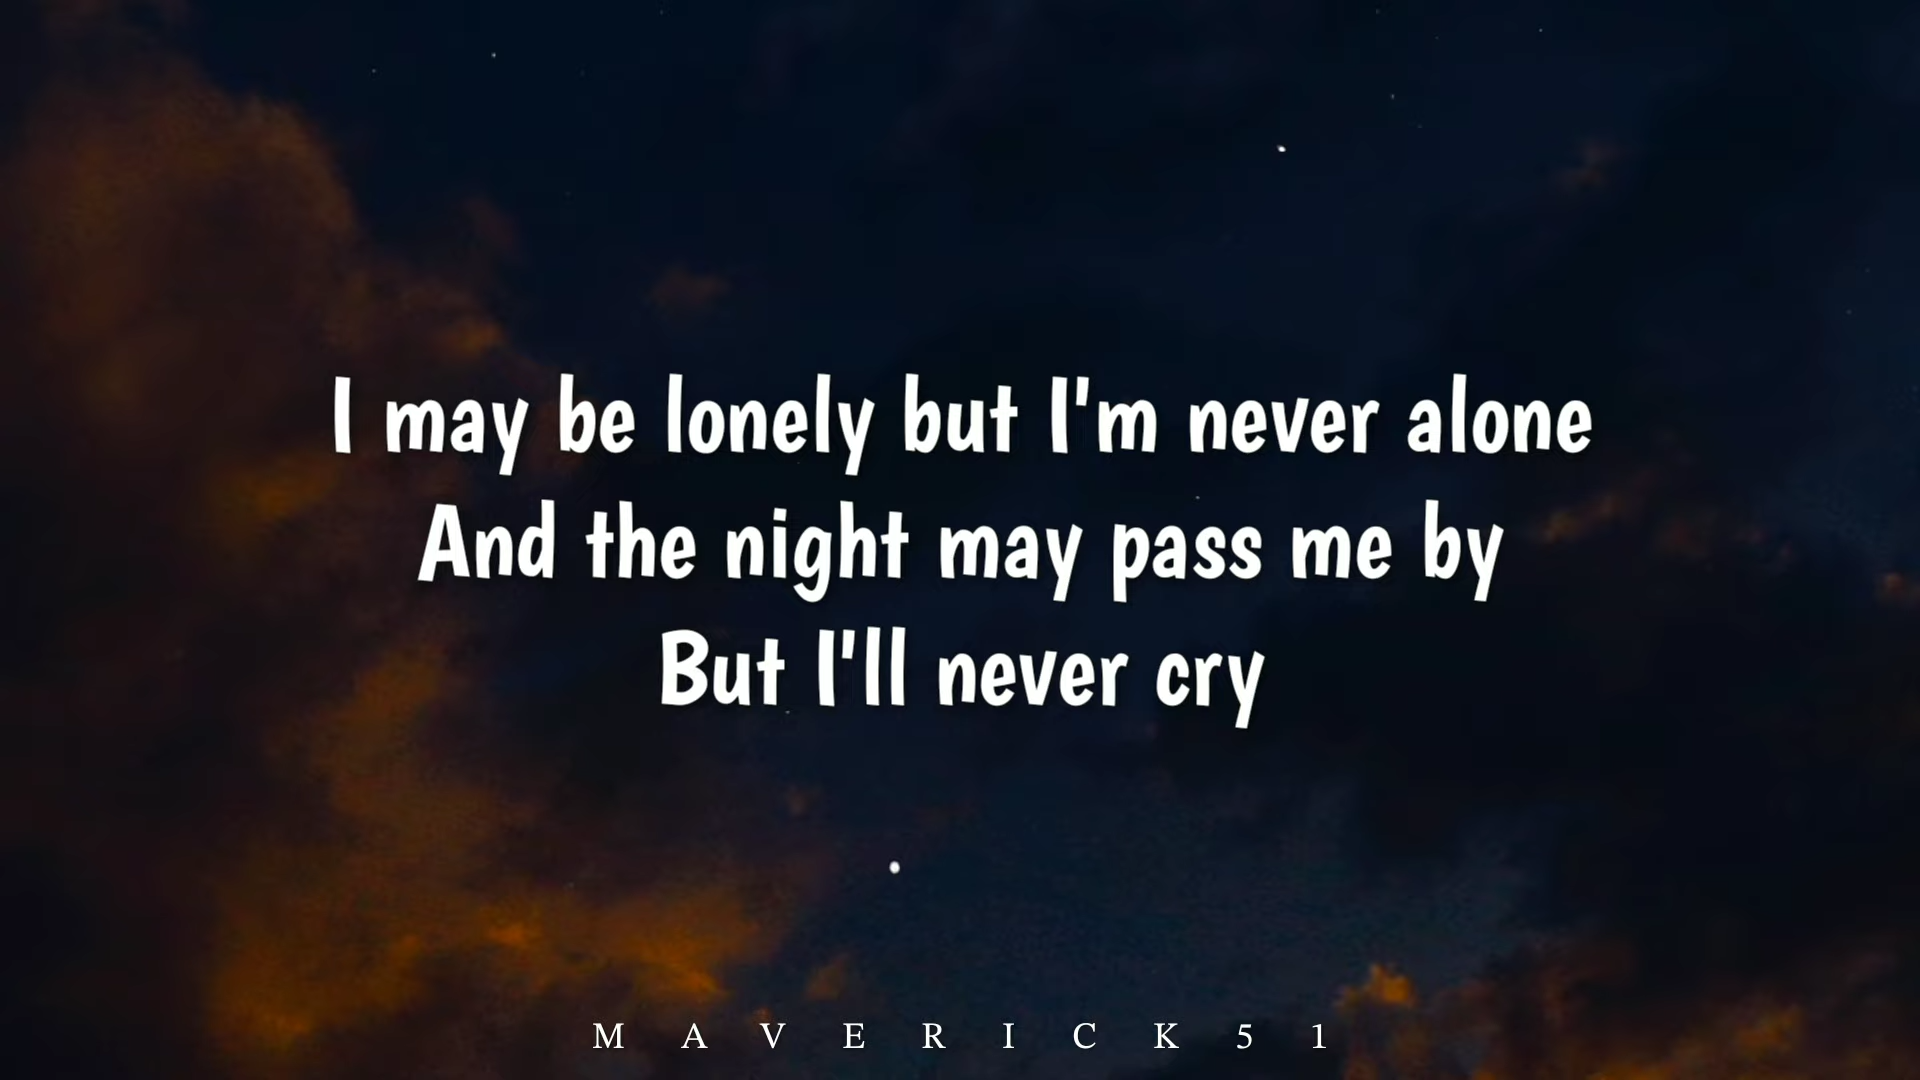 I may be lonely but I'm never alone
And the night may pass me by
But I'll never cry
MAVERICK51